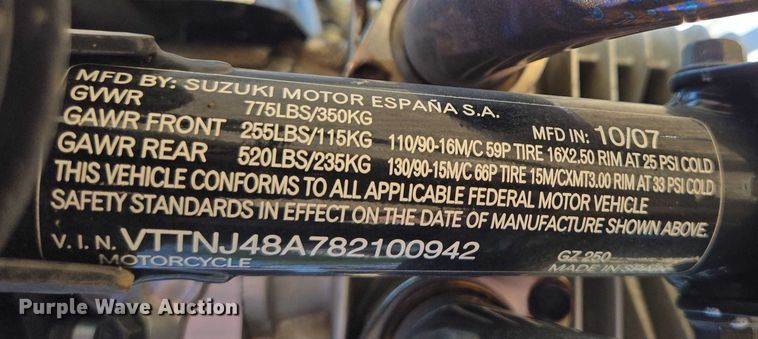 MFD BY: SUZUKI MOTOR ESPAÑA S.A.
GVWR 775LBS/350KG MFD IN: 10/07
GAWR FRONT 255LBS/115KG 110/90-16M/C 59P TIRE 16X2.50 RIM AT 25 PSI COLD
GAWR REAR 520LBS/235KG 130/90-15M/C 66P TIRE 15M/CXMT3.00 RIM AT 33 PSI COLD
THIS VEHICLE CONFORMS TO ALL APPLICABLE FEDERAL MOTOR VEHICLE
SAFETY STANDARDS IN EFFECT ON THE DATE OF MANUFACTURE SHOWN ABOVE.
V.I.N. VTTNJ48A782100942 GZ 250
MOTORCYCLE MADE IN SPAIN
Purple Wave Auction